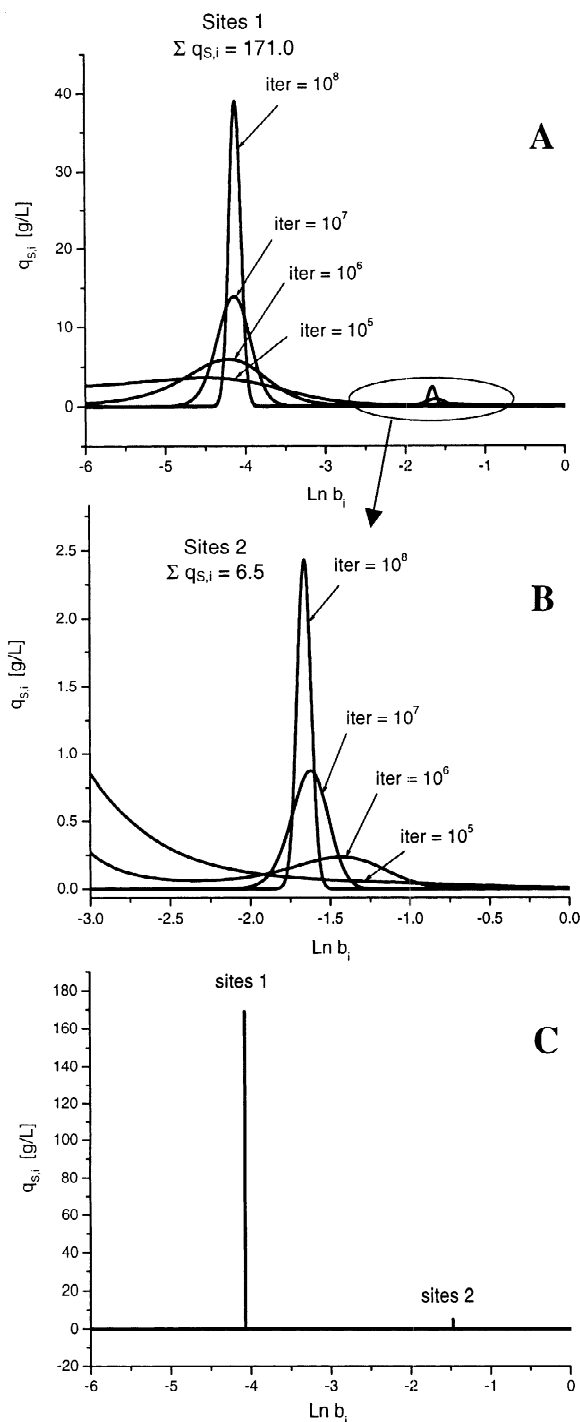 Sites 1
Σ qS,i = 171.0
iter = 10⁸
A
40
iter = 10⁷
30
iter = 10⁶
20
iter = 10⁵
10
0
qs,i [g/L]
-6 -5 -4 -3 -2 -1 0
Ln bi
Sites 2
Σ qS,i = 6.5
iter = 10⁸
B
2.5
2.0
iter = 10⁷
1.5
iter = 10⁶
1.0
iter = 10⁵
0.5
0.0
qs,i [g/L]
-3.0 -2.5 -2.0 -1.5 -1.0 -0.5 0.0
Ln bi
sites 1
C
180
160
140
120
100
80
60
40
20
0
-20
sites 2
qs,i [g/L]
-6 -5 -4 -3 -2 -1 0
Ln bi